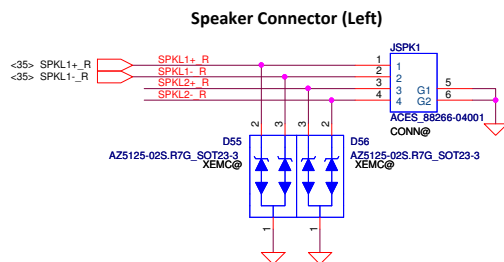 Speaker Connector (Left)
JSPK1
<35> SPKL1+_R SPKL1+_R 1 1
<35> SPKL1-_R SPKL1-_R 2 2
SPKL2+_R 3 3 G1 5
SPKL2-_R 4 4 G2 6
ACES_88266-04001
CONN@
2 3 3 2
D55 D56
AZ5125-02S.R7G_SOT23-3 AZ5125-02S.R7G_SOT23-3
XEMC@ XEMC@
1 1